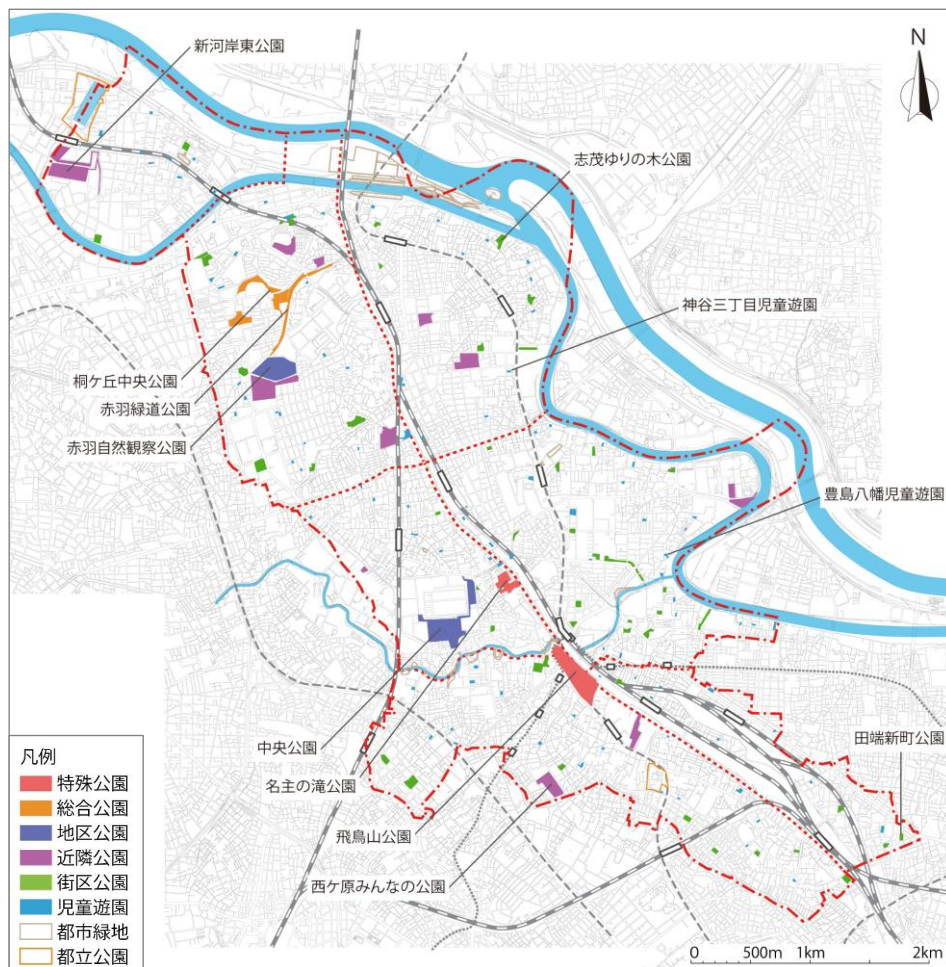 新河岸東公園
N
志茂ゆりの木公園
神谷三丁目児童遊園
桐ケ丘中央公園
赤羽緑道公園
赤羽自然観察公園
豊島八幡児童遊園
中央公園
名主の滝公園
飛鳥山公園
西ケ原みんなの公園
田端新町公園
凡例
特殊公園
総合公園
地区公園
近隣公園
街区公園
児童遊園
都市緑地
都立公園
0 500m 1km 2km